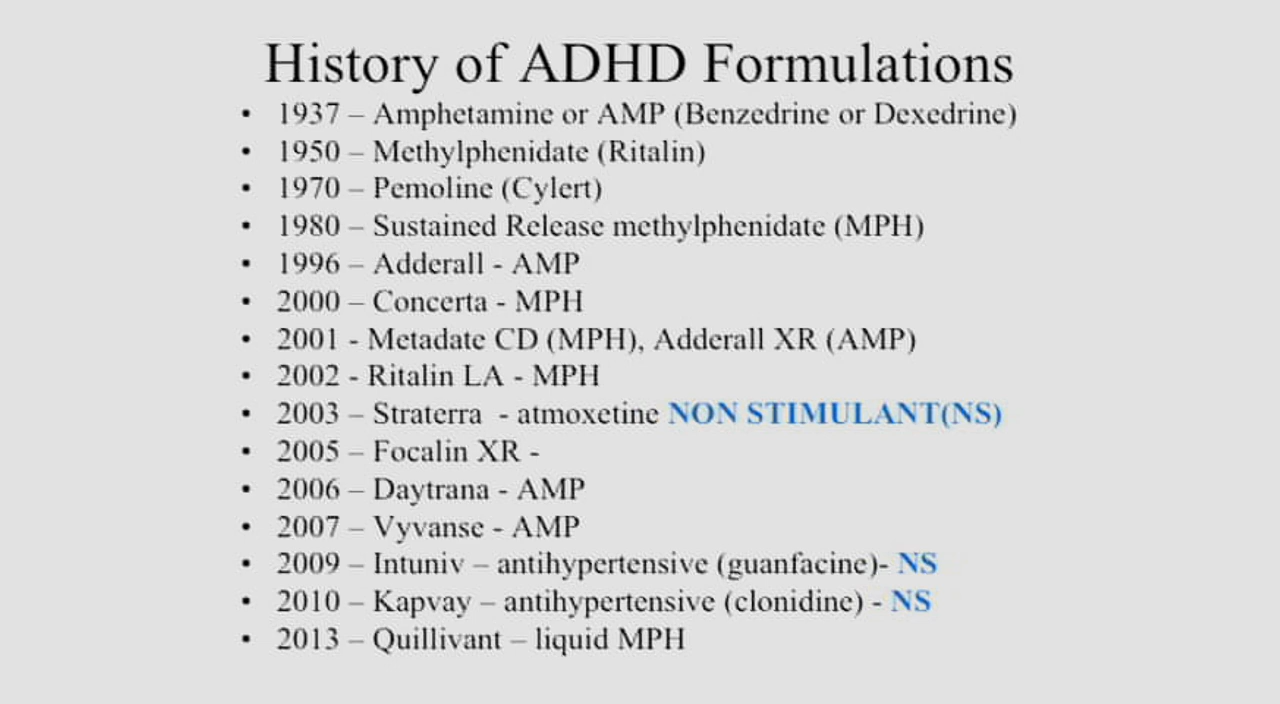 History of ADHD Formulations
• 1937 – Amphetamine or AMP (Benzedrine or Dexedrine)
• 1950 – Methylphenidate (Ritalin)
• 1970 – Pemoline (Cylert)
• 1980 – Sustained Release methylphenidate (MPH)
• 1996 – Adderall - AMP
• 2000 – Concerta - MPH
• 2001 - Metadate CD (MPH), Adderall XR (AMP)
• 2002 - Ritalin LA - MPH
• 2003 – Straterra - atmoxetine NON STIMULANT(NS)
• 2005 – Focalin XR -
• 2006 – Daytrana - AMP
• 2007 – Vyvanse - AMP
• 2009 – Intuniv – antihypertensive (guanfacine)- NS
• 2010 – Kapvay – antihypertensive (clonidine) - NS
• 2013 – Quillivant – liquid MPH